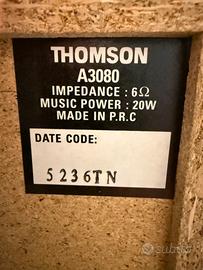 THOMSON
A3080
IMPEDANCE : 6Ω
MUSIC POWER : 20W
MADE IN P.R.C
DATE CODE:
5236TN
subito